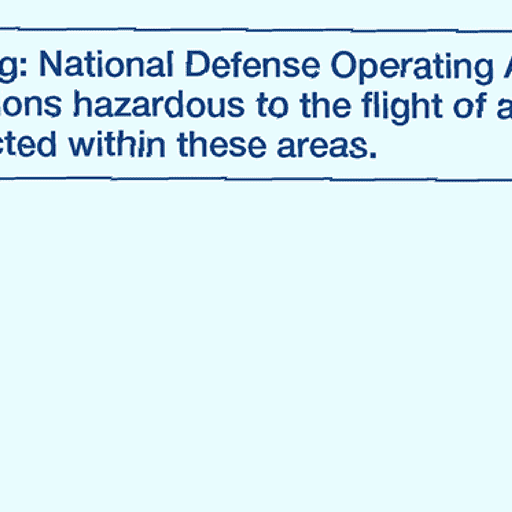 g: National Defense Operating A
ons hazardous to the flight of a
cted within these areas.